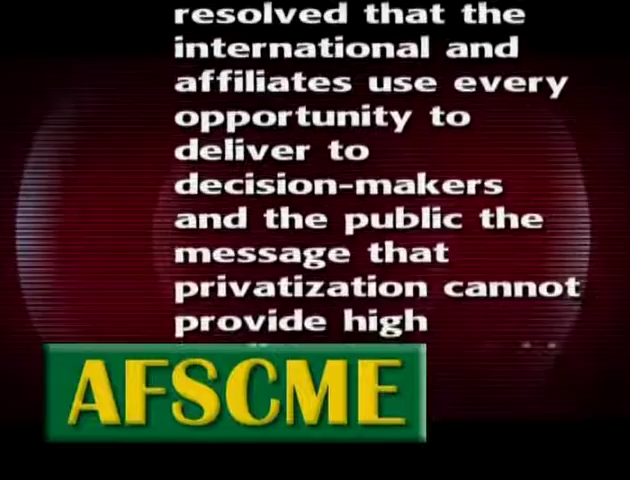 resolved that the
international and
affiliates use every
opportunity to
deliver to
decision-makers
and the public the
message that
privatization cannot
provide high
AFSCME